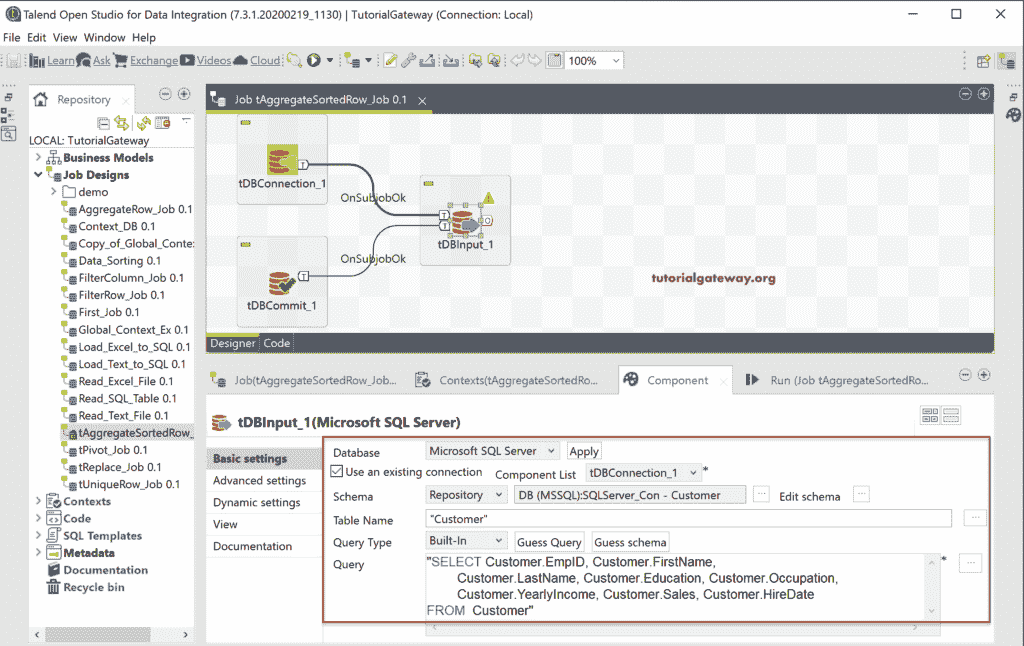 Talend Open Studio for Data Integration (7.3.1.20200219_1130) | TutorialGateway (Connection: Local)
File Edit View Window Help
Learn Ask Exchange Videos Cloud 100%
Repository
LOCAL: TutorialGateway
Business Models
Job Designs
demo
AggregateRow_Job 0.1
Context_DB 0.1
Copy_of_Global_Conte:
Data_Sorting 0.1
FilterColumn_Job 0.1
FilterRow_Job 0.1
First_Job 0.1
Global_Context_Ex 0.1
Load_Excel_to_SQL 0.1
Load_Text_to_SQL 0.1
Read_Excel_File 0.1
Read_SQL_Table 0.1
Read_Text_File 0.1
tAggregateSortedRow_
tPivot_Job 0.1
tReplace_Job 0.1
tUniqueRow_Job 0.1
Contexts
Code
SQL Templates
Metadata
Documentation
Recycle bin
Job tAggregateSortedRow_Job 0.1
T
tDBConnection_1
OnSubjobOk
T
T
O
tDBInput_1
OnSubjobOk
T
tDBCommit_1
tutorialgateway.org
Designer Code
Job(tAggregateSortedRow_Job... Contexts(tAggregateSortedRo... Component Run (Job tAggregateSortedRo...
tDBInput_1(Microsoft SQL Server)
Basic settings
Advanced settings
Dynamic settings
View
Documentation
Database Microsoft SQL Server Apply
Use an existing connection Component List tDBConnection_1 *
Schema Repository DB (MSSQL):SQLServer_Con - Customer ... Edit schema ...
Table Name "Customer" ...
Query Type Built-In Guess Query Guess schema
Query "SELECT Customer.EmpID, Customer.FirstName, * ...
Customer.LastName, Customer.Education, Customer.Occupation,
Customer.YearlyIncome, Customer.Sales, Customer.HireDate
FROM Customer"